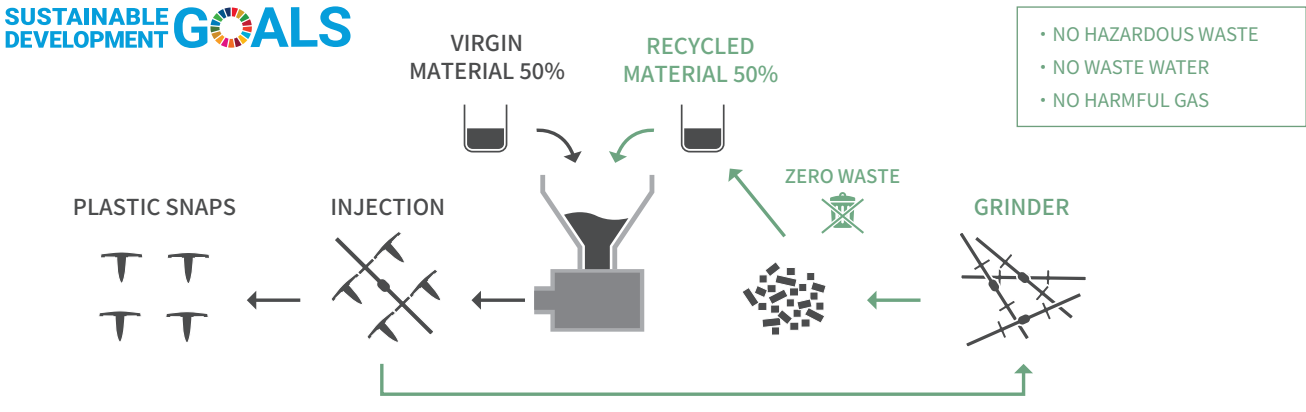 SUSTAINABLE
DEVELOPMENT
GOALS
VIRGIN
MATERIAL 50%
RECYCLED
MATERIAL 50%
・NO HAZARDOUS WASTE
・NO WASTE WATER
・NO HARMFUL GAS
ZERO WASTE
PLASTIC SNAPS
INJECTION
GRINDER